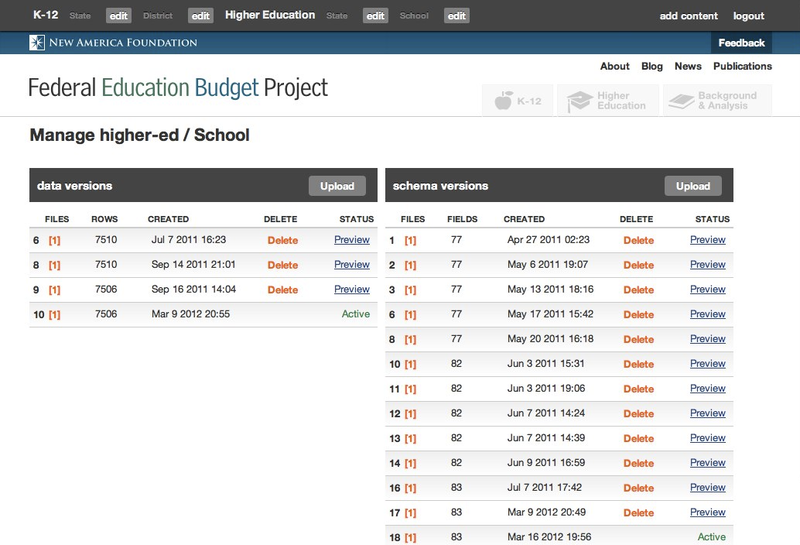 K-12 State edit District edit Higher Education State edit School edit add content logout
NEW AMERICA FOUNDATION Feedback
About Blog News Publications
Federal Education Budget Project
K-12 Higher Education Background & Analysis
Manage higher-ed / School
data versions Upload
FILES ROWS CREATED DELETE STATUS
6 [1] 7510 Jul 7 2011 16:23 Delete Preview
8 [1] 7510 Sep 14 2011 21:01 Delete Preview
9 [1] 7506 Sep 16 2011 14:04 Delete Preview
10 [1] 7506 Mar 9 2012 20:55 Active
schema versions Upload
FILES FIELDS CREATED DELETE STATUS
1 [1] 77 Apr 27 2011 02:23 Delete Preview
2 [1] 77 May 6 2011 19:07 Delete Preview
3 [1] 77 May 13 2011 18:16 Delete Preview
6 [1] 77 May 17 2011 15:42 Delete Preview
8 [1] 77 May 20 2011 16:18 Delete Preview
10 [1] 82 Jun 3 2011 15:31 Delete Preview
11 [1] 82 Jun 3 2011 19:06 Delete Preview
12 [1] 82 Jun 7 2011 14:24 Delete Preview
13 [1] 82 Jun 7 2011 14:39 Delete Preview
14 [1] 82 Jun 9 2011 16:59 Delete Preview
16 [1] 83 Jul 7 2011 17:42 Delete Preview
17 [1] 83 Mar 9 2012 20:49 Delete Preview
18 [1] 83 Mar 16 2012 19:56 Active